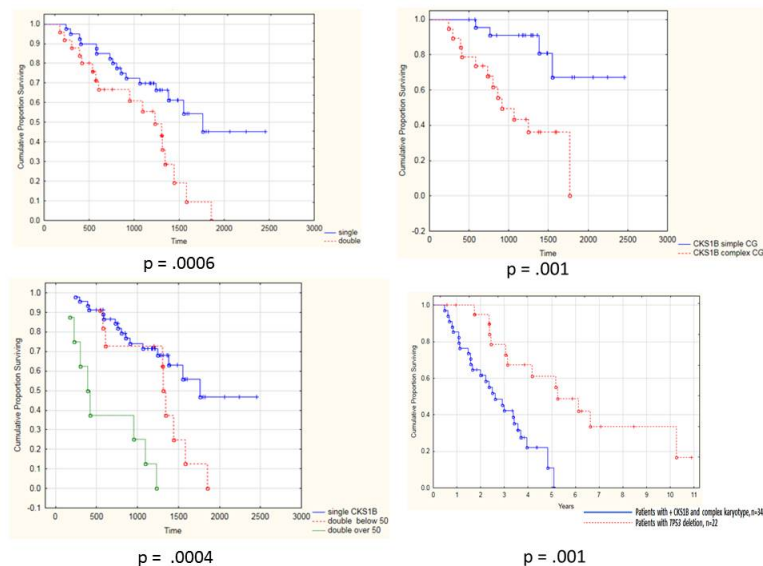 Cumulative Proportion Surviving
1.0
0.9
0.8
0.7
0.6
0.5
0.4
0.3
0.2
0.1
0.0
0 500 1000 1500 2000 2500 3000
Time
single
double
p = .0006
Cumulative Proportion Surviving
1.0
0.8
0.6
0.4
0.2
0.0
-0.2
0 500 1000 1500 2000 2500 3000
Time
CKS1B simple CG
CKS1B complex CG
p = .001
Cumulative Proportion Surviving
1.0
0.9
0.8
0.7
0.6
0.5
0.4
0.3
0.2
0.1
0.0
-0.1
0 500 1000 1500 2000 2500 3000
Time
single CKS1B
double below 50
double over 50
p = .0004
Cumulative Proportion Surviving
1.0
0.8
0.6
0.4
0.2
0.0
0 1 2 3 4 5 6 7 8 9 10 11
Years
Patients with + CKS1B and complex karyotype, n=34
Patients with TP53 deletion, n=22
p = .001